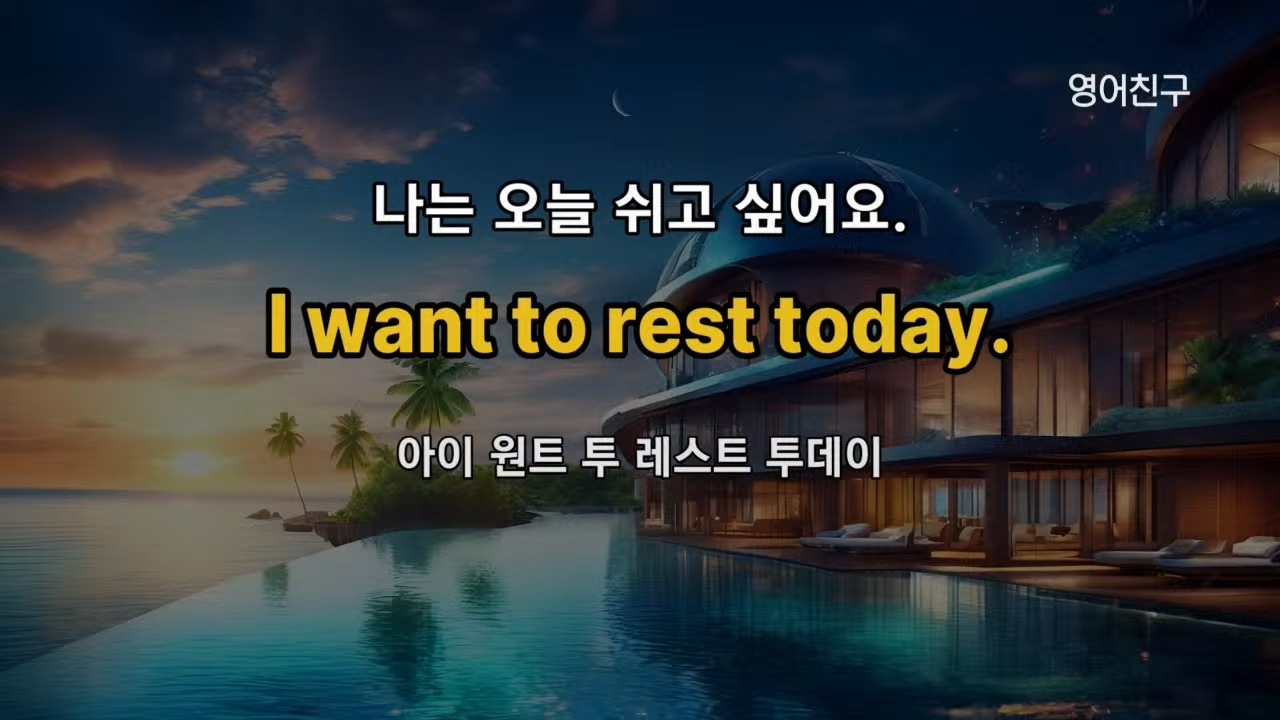 영어친구
나는 오늘 쉬고 싶어요.
I want to rest today.
아이 원트 투 레스트 투데이